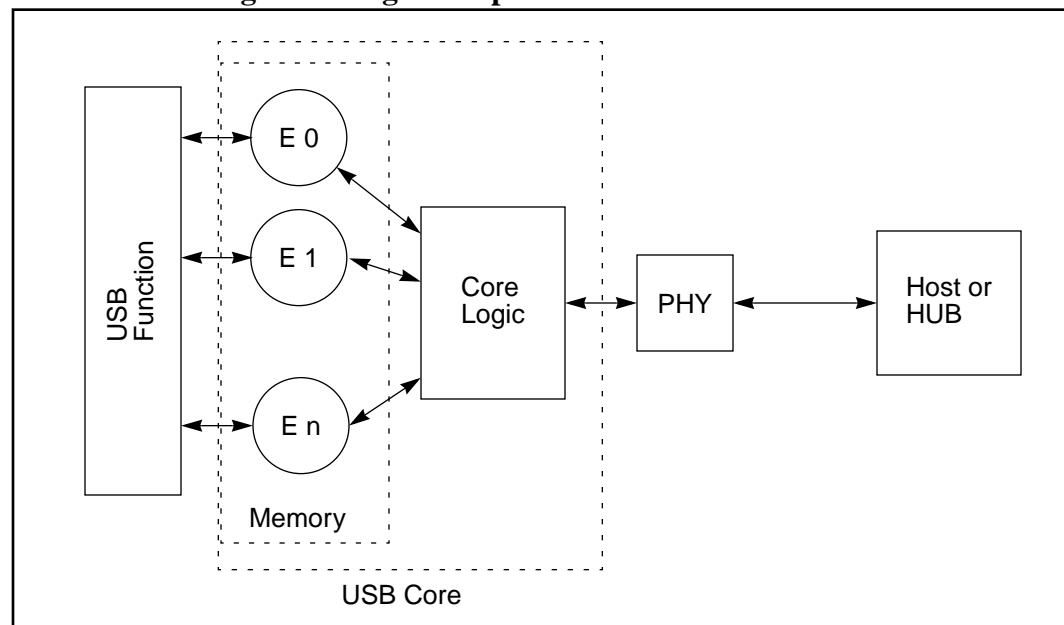 E 0
E 1
E n
USB
Function
Core
Logic
PHY
Host or
HUB
Memory
USB Core